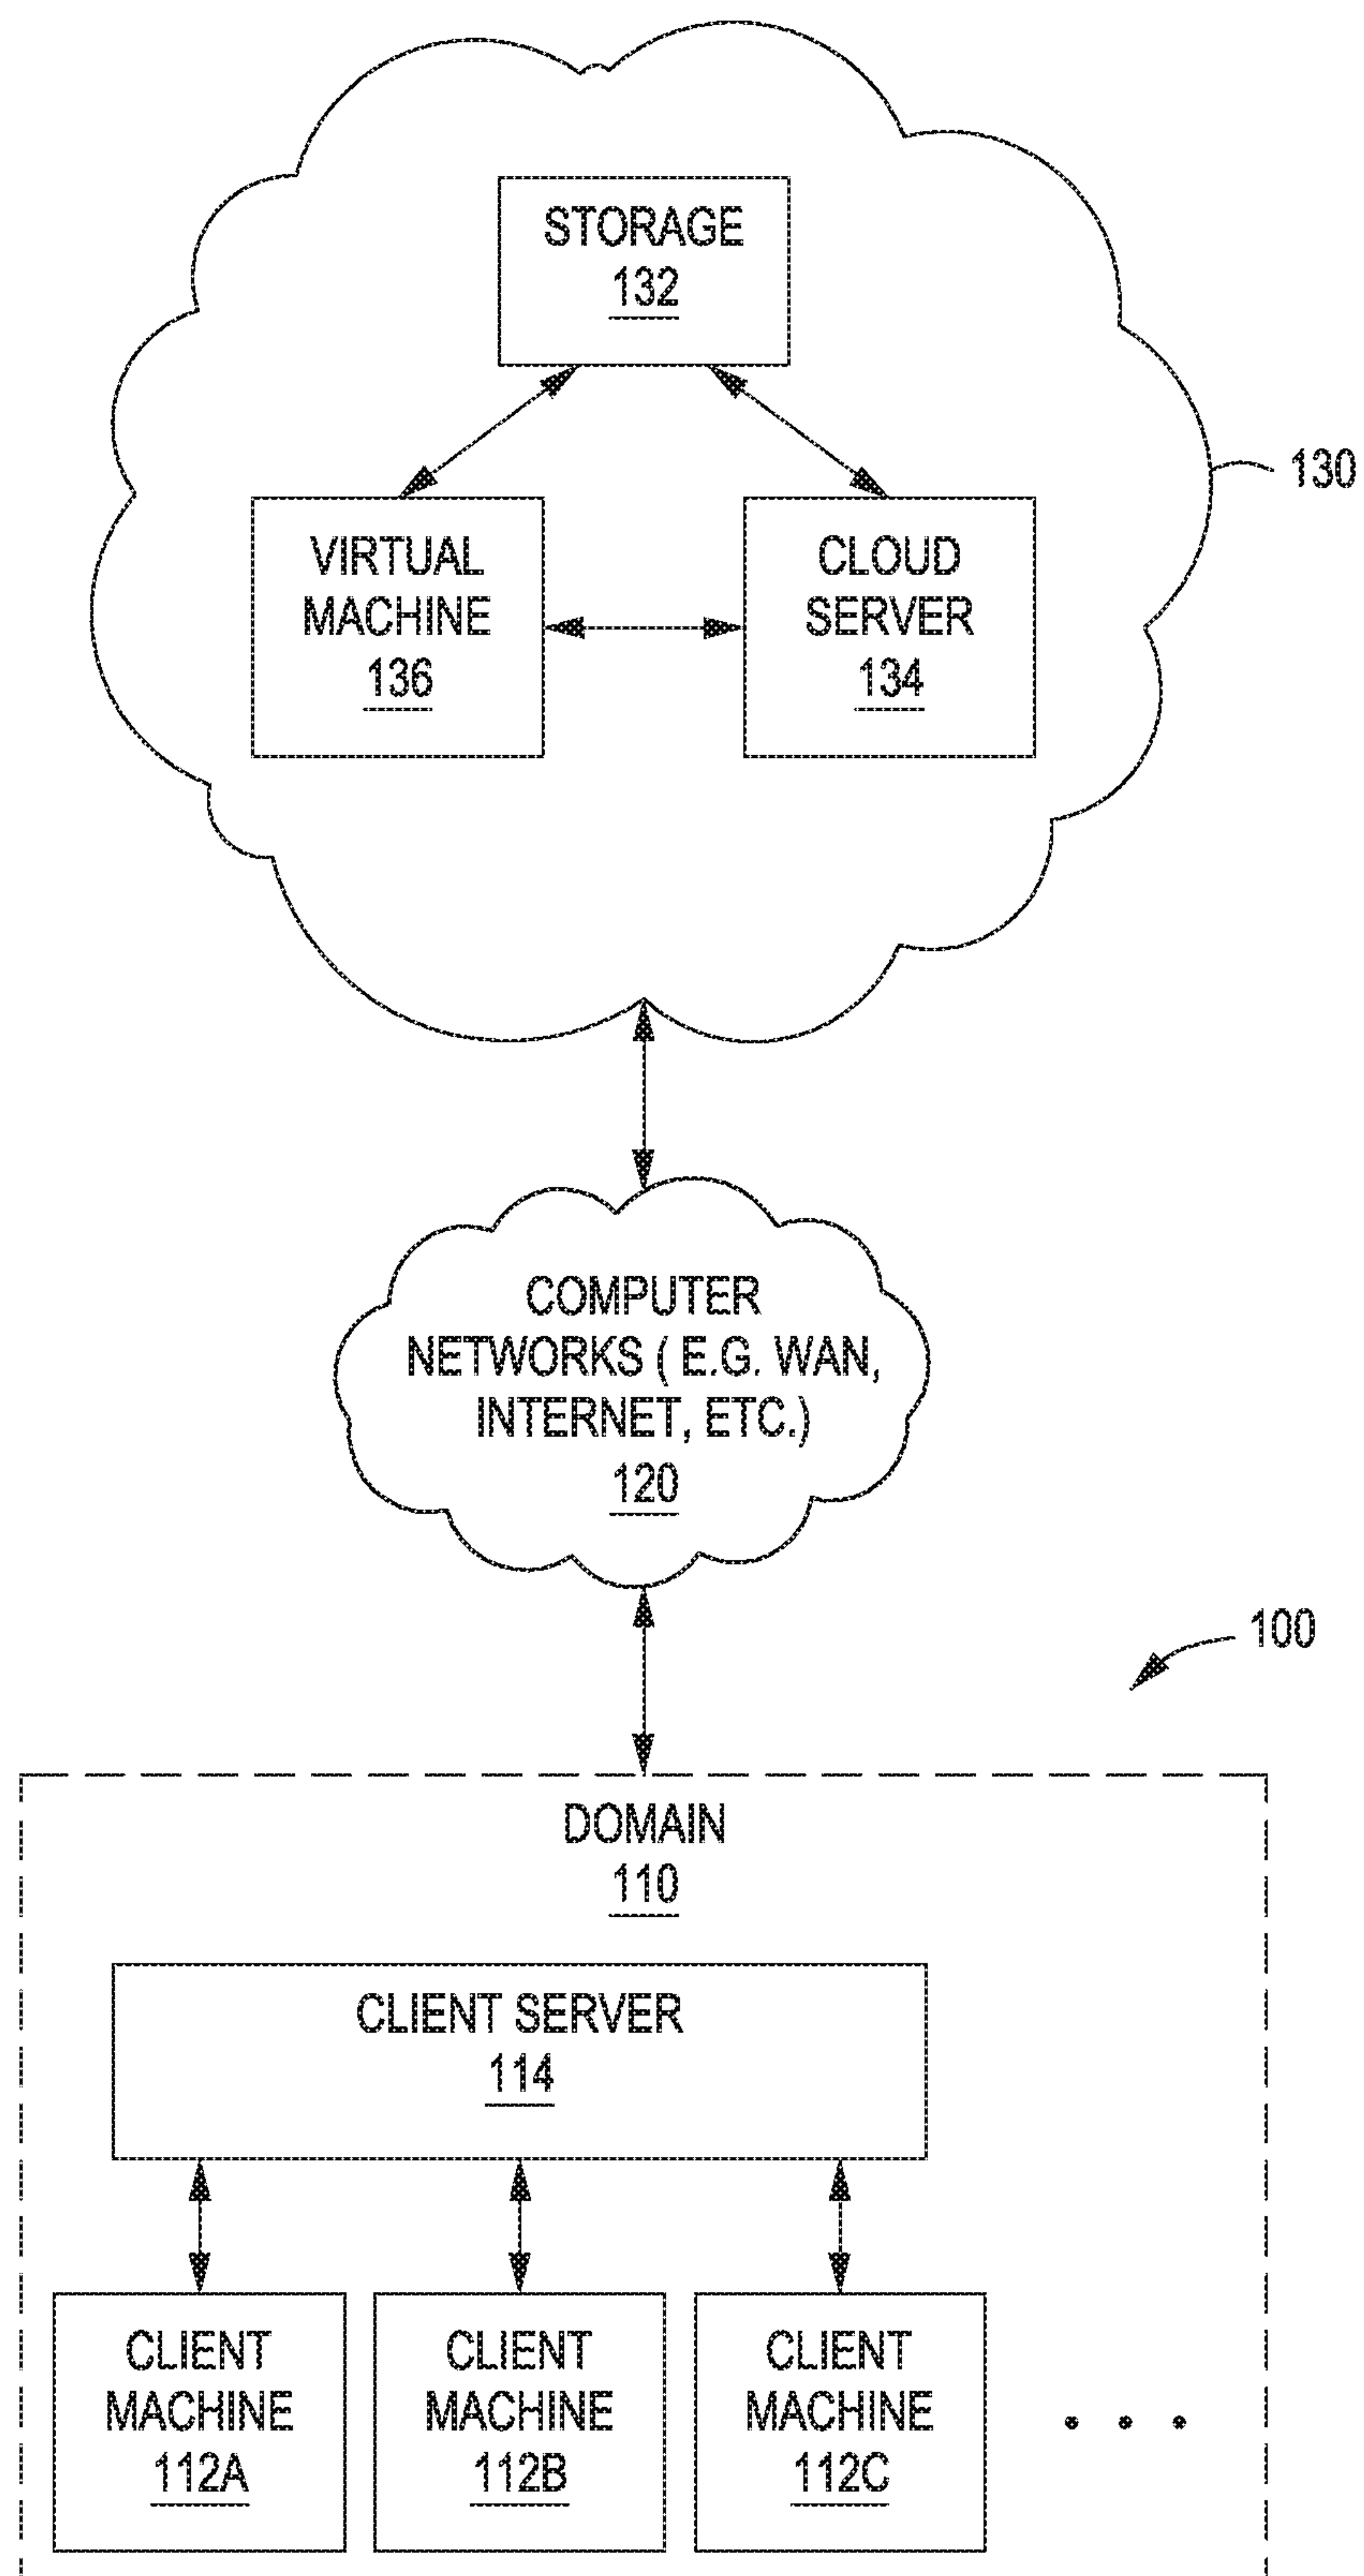 STORAGE
132
130
VIRTUAL
MACHINE
136
CLOUD
SERVER
134
COMPUTER
NETWORKS ( E.G. WAN,
INTERNET, ETC.)
120
100
DOMAIN
110
CLIENT SERVER
114
CLIENT
MACHINE
112A
CLIENT
MACHINE
112B
CLIENT
MACHINE
112C
• • •